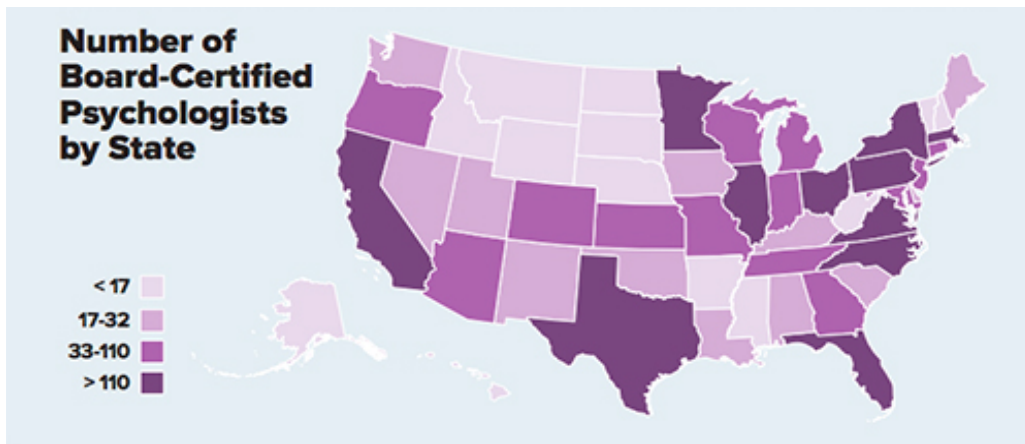 Number of
Board-Certified
Psychologists
by State
< 17
17-32
33-110
> 110